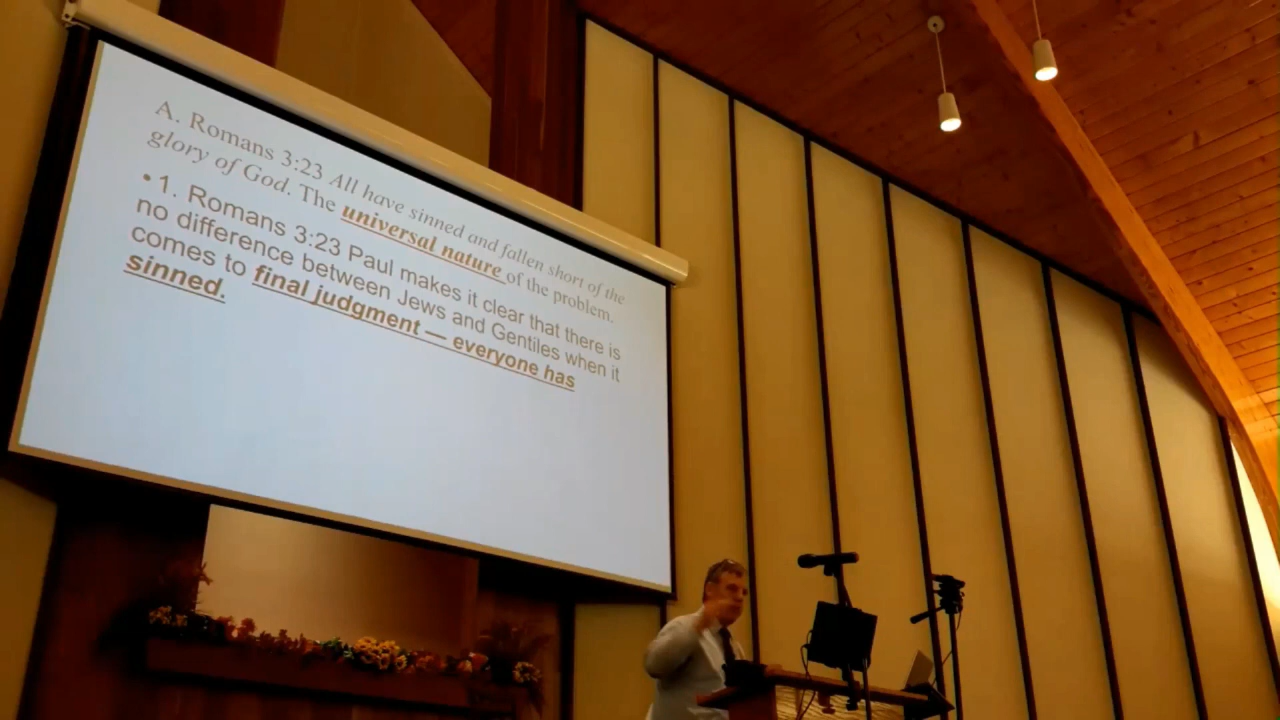 A. Romans 3:23 All have sinned and fallen short of the
glory of God. The universal nature of the problem.
•1. Romans 3:23 Paul makes it clear that there is
no difference between Jews and Gentiles when it
comes to final judgment — everyone has
sinned.